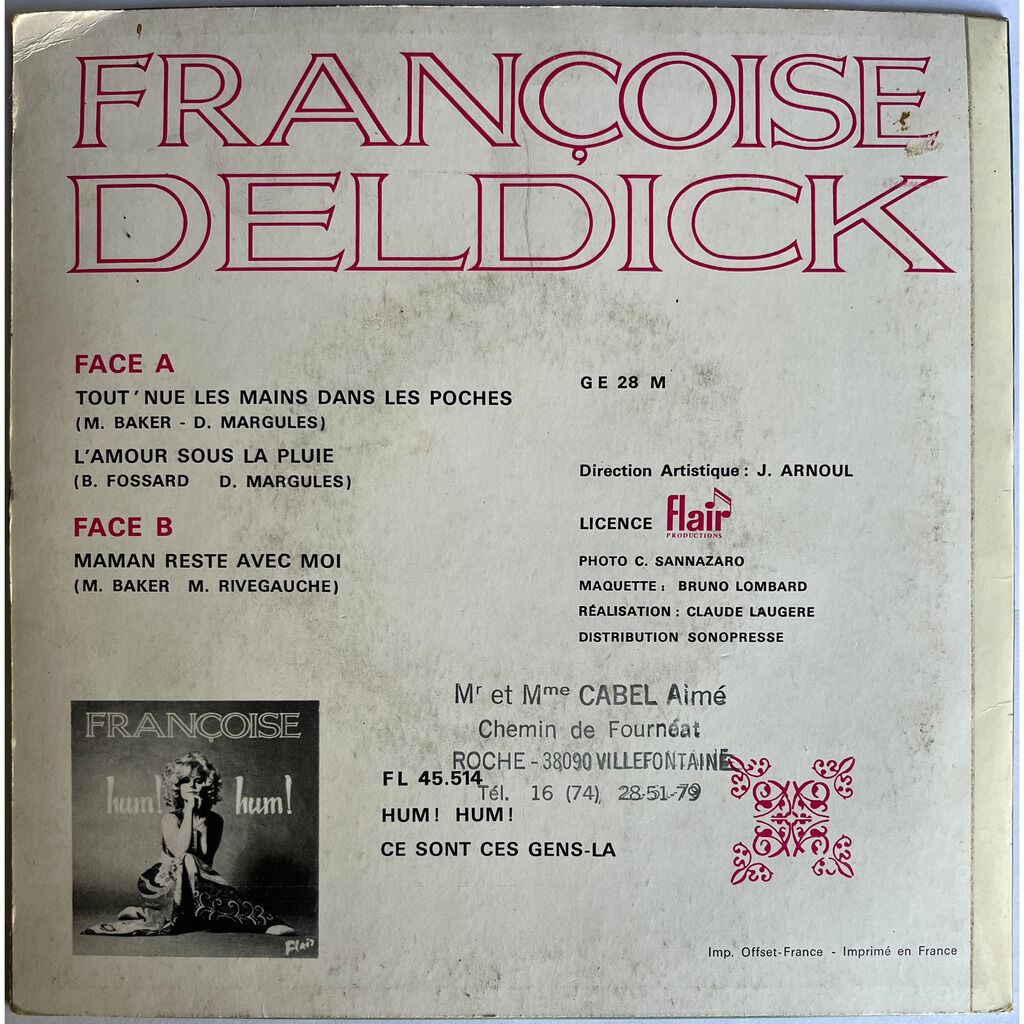 FRANÇOISE
DELDICK
FACE A
TOUT'NUE LES MAINS DANS LES POCHES
(M. BAKER - D. MARGULES)
L'AMOUR SOUS LA PLUIE
(B. FOSSARD D. MARGULES)
FACE B
MAMAN RESTE AVEC MOI
(M. BAKER M. RIVEGAUCHE)
GE 28 M
Direction Artistique : J. ARNOUL
LICENCE flair
PRODUCTIONS
PHOTO C. SANNAZARO
MAQUETTE : BRUNO LOMBARD
RÉALISATION : CLAUDE LAUGERE
DISTRIBUTION SONOPRESSE
Mr et Mme CABEL Aimé
Chemin de Fournéat
ROCHE - 38090 VILLEFONTAINE
Tél. 16 (74) 28-51-79
FRANÇOISE
hum! hum!
Flair
FL 45.514
HUM! HUM!
CE SONT CES GENS-LA
Imp. Offset-France - Imprimé en France